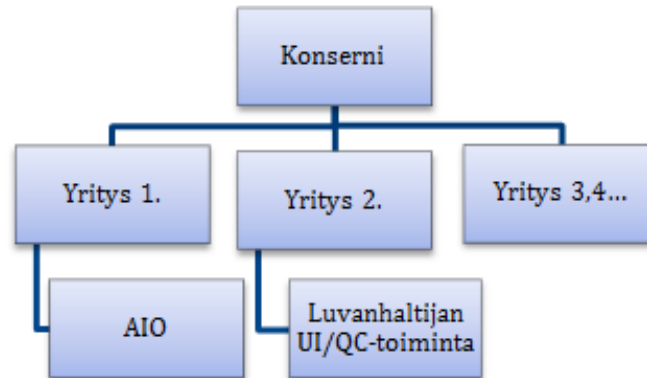 Konserni
Yritys 1.
Yritys 2.
Yritys 3,4...
AIO
Luvanhaltijan
UI/QC-toiminta